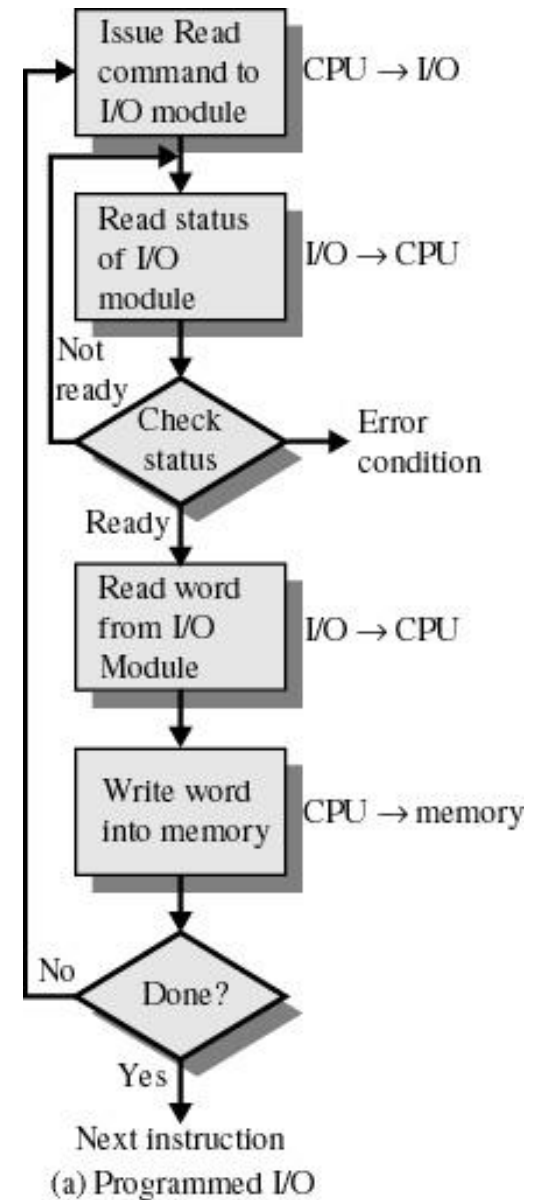 Issue Read
command to
I/O module
CPU → I/O
Read status
of I/O
module
I/O → CPU
Not
ready
Check
status
Error
condition
Ready
Read word
from I/O
Module
I/O → CPU
Write word
into memory
CPU → memory
No
Done?
Yes
Next instruction
(a) Programmed I/O